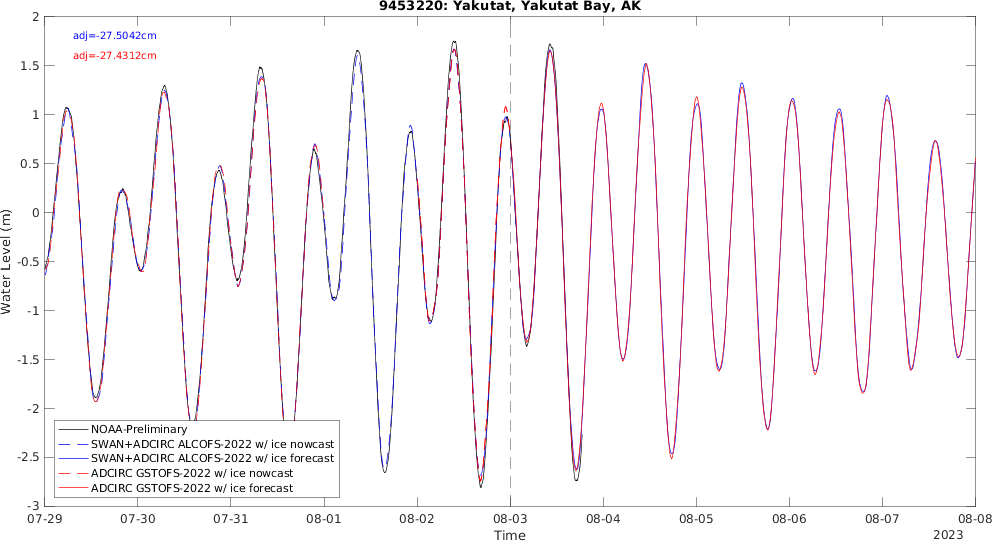 9453220: Yakutat, Yakutat Bay, AK
adj=-27.5042cm
adj=-27.4312cm
Water Level (m)
2
1.5
1
0.5
0
-0.5
-1
-1.5
-2
-2.5
-3
NOAA-Preliminary
SWAN+ADCIRC ALCOFS-2022 w/ ice nowcast
SWAN+ADCIRC ALCOFS-2022 w/ ice forecast
ADCIRC GSTOFS-2022 w/ ice nowcast
ADCIRC GSTOFS-2022 w/ ice forecast
07-29 07-30 07-31 08-01 08-02 08-03 08-04 08-05 08-06 08-07 08-08
Time
2023